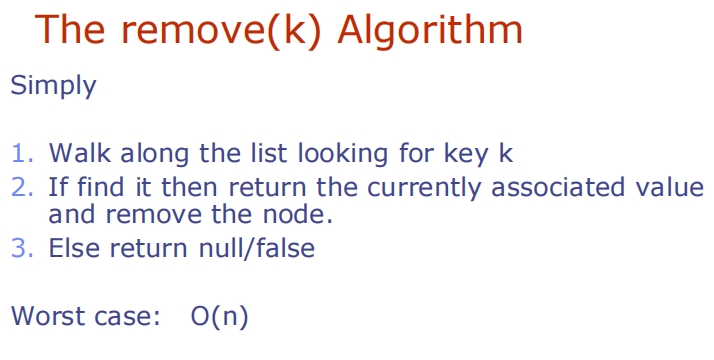 The remove(k) Algorithm
Simply
1. Walk along the list looking for key k
2. If find it then return the currently associated value
and remove the node.
3. Else return null/false
Worst case: O(n)